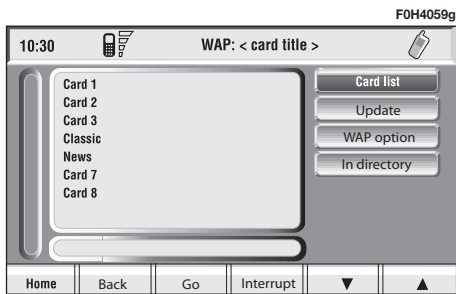 F0H4059g
10:30 WAP: < card title >
Card 1
Card 2
Card 3
Classic
News
Card 7
Card 8
Card list
Update
WAP option
In directory
Home Back Go Interrupt ▼ ▲